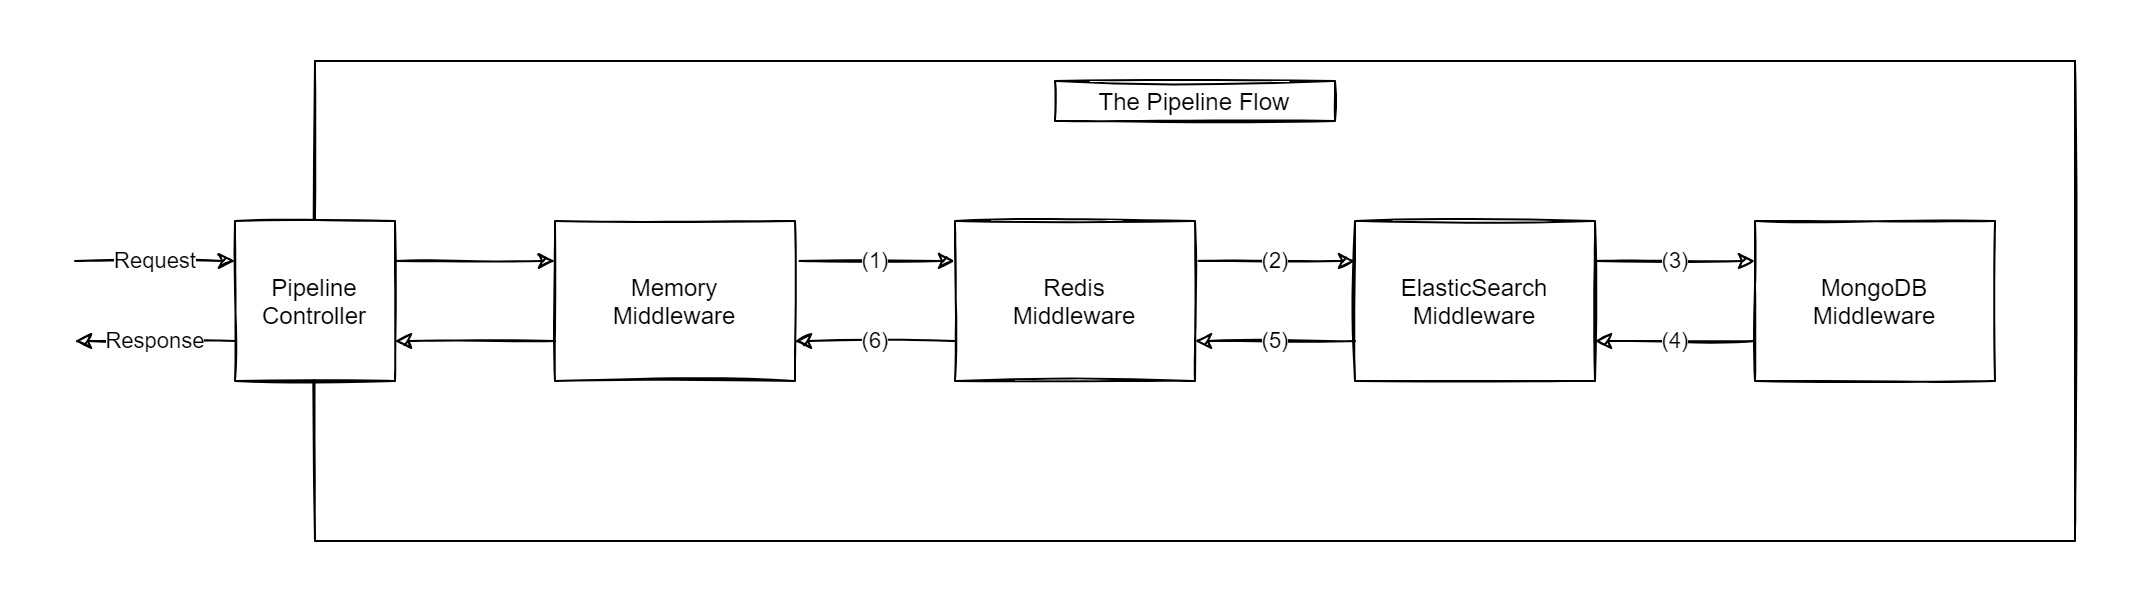 The Pipeline Flow
Request
Pipeline
Controller
Response
Memory
Middleware
(1)
(6)
Redis
Middleware
(2)
(5)
ElasticSearch
Middleware
(3)
(4)
MongoDB
Middleware